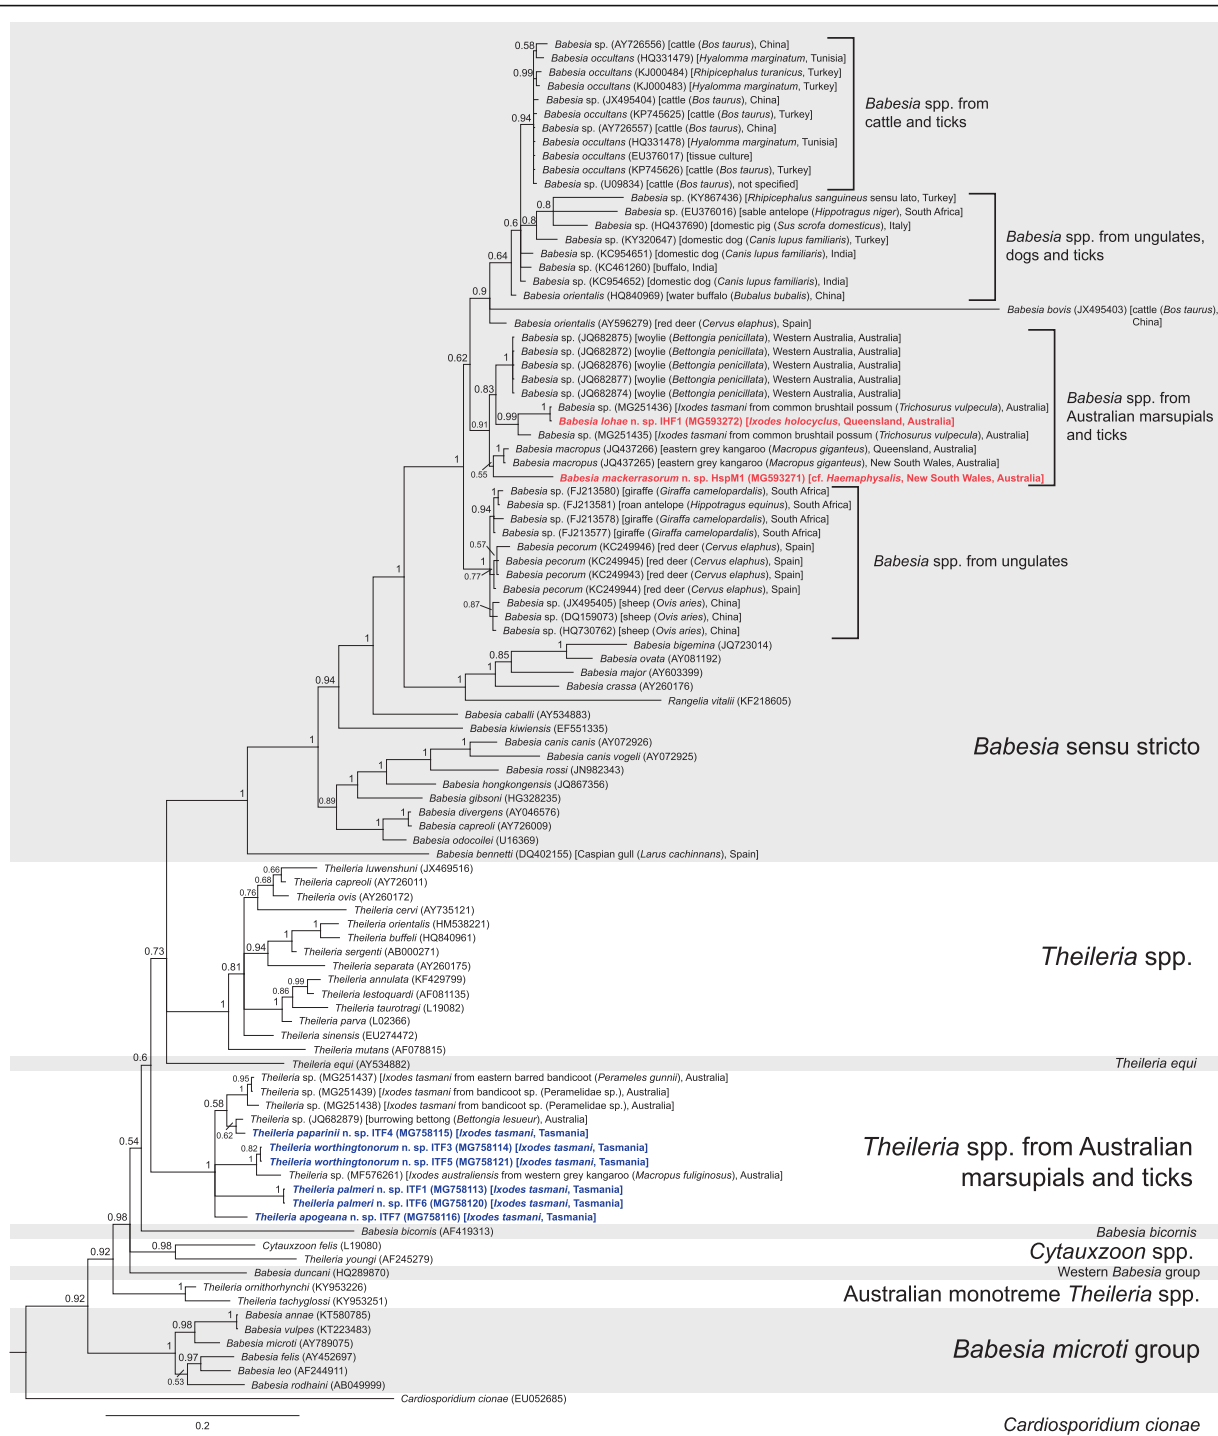 Babesia sp. (AY726556) [cattle (Bos taurus), China]
Babesia occultans (HQ331479) [Hyalomma marginatum, Tunisia]
Babesia occultans (KJ000484) [Rhipicephalus turanicus, Turkey]
Babesia occultans (KJ000483) [Hyalomma marginatum, Turkey]
Babesia sp. (JX495404) [cattle (Bos taurus), China]
Babesia occultans (KP745625) [cattle (Bos taurus), Turkey]
Babesia sp. (AY726557) [cattle (Bos taurus), China]
Babesia occultans (HQ331478) [Hyalomma marginatum, Tunisia]
Babesia occultans (EU376017) [tissue culture]
Babesia occultans (KP745626) [cattle (Bos taurus), Turkey]
Babesia sp. (U09834) [cattle (Bos taurus), not specified]
0.58
0.99
0.94
Babesia spp. from
cattle and ticks
Babesia sp. (KY867436) [Rhipicephalus sanguineus sensu lato, Turkey]
Babesia sp. (EU376016) [sable antelope (Hippotragus niger), South Africa]
Babesia sp. (HQ437690) [domestic pig (Sus scrofa domesticus), Italy]
Babesia sp. (KY320647) [domestic dog (Canis lupus familiaris), Turkey]
Babesia sp. (KC954651) [domestic dog (Canis lupus familiaris), India]
Babesia sp. (KC461260) [buffalo, India]
Babesia sp. (KC954652) [domestic dog (Canis lupus familiaris), India]
Babesia orientalis (HQ840969) [water buffalo (Bubalus bubalis), China]
0.8
0.8
0.6
0.64
0.9
Babesia spp. from ungulates,
dogs and ticks
Babesia bovis (JX495403) [cattle (Bos taurus),
China]
Babesia orientalis (AY596279) [red deer (Cervus elaphus), Spain]
Babesia sp. (JQ682875) [woylie (Bettongia penicillata), Western Australia, Australia]
Babesia sp. (JQ682872) [woylie (Bettongia penicillata), Western Australia, Australia]
Babesia sp. (JQ682876) [woylie (Bettongia penicillata), Western Australia, Australia]
Babesia sp. (JQ682877) [woylie (Bettongia penicillata), Western Australia, Australia]
Babesia sp. (JQ682874) [woylie (Bettongia penicillata), Western Australia, Australia]
Babesia sp. (MG251436) [Ixodes tasmani from common brushtail possum (Trichosurus vulpecula), Australia]
Babesia lohae n. sp. IHF1 (MG593272) [Ixodes holocyclus, Queensland, Australia]
Babesia sp. (MG251435) [Ixodes tasmani from common brushtail possum (Trichosurus vulpecula), Australia]
Babesia macropus (JQ437266) [eastern grey kangaroo (Macropus giganteus), Queensland, Australia]
Babesia macropus (JQ437265) [eastern grey kangaroo (Macropus giganteus), New South Wales, Australia]
Babesia mackerrasorum n. sp. HspM1 (MG593271) [cf. Haemaphysalis, New South Wales, Australia]
0.62
1
0.83
1
0.99
0.91
1
0.55
1
Babesia spp. from
Australian marsupials
and ticks
Babesia sp. (FJ213580) [giraffe (Giraffa camelopardalis), South Africa]
Babesia sp. (FJ213581) [roan antelope (Hippotragus equinus), South Africa]
Babesia sp. (FJ213578) [giraffe (Giraffa camelopardalis), South Africa]
Babesia sp. (FJ213577) [giraffe (Giraffa camelopardalis), South Africa]
Babesia pecorum (KC249946) [red deer (Cervus elaphus), Spain]
Babesia pecorum (KC249945) [red deer (Cervus elaphus), Spain]
Babesia pecorum (KC249943) [red deer (Cervus elaphus), Spain]
Babesia pecorum (KC249944) [red deer (Cervus elaphus), Spain]
Babesia sp. (JX495405) [sheep (Ovis aries), China]
Babesia sp. (DQ159073) [sheep (Ovis aries), China]
Babesia sp. (HQ730762) [sheep (Ovis aries), China]
1
0.94
0.57
1
0.77
0.87
1
Babesia spp. from ungulates
Babesia bigemina (JQ723014)
Babesia ovata (AY081192)
Babesia major (AY603399)
Babesia crassa (AY260176)
Rangelia vitalii (KF218605)
1
0.85
1
1
Babesia caballi (AY534883)
Babesia kiwiensis (EF551335)
0.94
1
Babesia canis canis (AY072926)
Babesia canis vogeli (AY072925)
Babesia rossi (JN982343)
Babesia hongkongensis (JQ867356)
Babesia gibsoni (HG328235)
Babesia divergens (AY046576)
Babesia capreoli (AY726009)
Babesia odocoilei (U16369)
Babesia bennetti (DQ402155) [Caspian gull (Larus cachinnans), Spain]
1
1
1
1
0.89
1
1
1
Babesia sensu stricto
Theileria luwenshuni (JX469516)
Theileria capreoli (AY726011)
Theileria ovis (AY260172)
Theileria cervi (AY735121)
Theileria orientalis (HM538221)
Theileria buffeli (HQ840961)
Theileria sergenti (AB000271)
Theileria separata (AY260175)
Theileria annulata (KF429799)
Theileria lestoquardi (AF081135)
Theileria taurotragi (L19082)
Theileria parva (L02366)
Theileria sinensis (EU274472)
Theileria mutans (AF078815)
0.66
0.68
0.76
1
1
0.94
0.81
0.99
0.86
1
1
0.73
Theileria spp.
Theileria equi (AY534882)
Theileria equi
0.6
Theileria sp. (MG251437) [Ixodes tasmani from eastern barred bandicoot (Perameles gunnii), Australia]
Theileria sp. (MG251439) [Ixodes tasmani from bandicoot sp. (Peramelidae sp.), Australia]
Theileria sp. (MG251438) [Ixodes tasmani from bandicoot sp. (Peramelidae sp.), Australia]
Theileria sp. (JQ682879) [burrowing bettong (Bettongia lesueur), Australia]
Theileria paparinii n. sp. ITF4 (MG758115) [Ixodes tasmani, Tasmania]
Theileria worthingtonorum n. sp. ITF3 (MG758114) [Ixodes tasmani, Tasmania]
Theileria worthingtonorum n. sp. ITF5 (MG758121) [Ixodes tasmani, Tasmania]
Theileria sp. (MF576261) [Ixodes australiensis from western grey kangaroo (Macropus fuliginosus), Australia]
Theileria palmeri n. sp. ITF1 (MG758113) [Ixodes tasmani, Tasmania]
Theileria palmeri n. sp. ITF6 (MG758120) [Ixodes tasmani, Tasmania]
Theileria apogeana n. sp. ITF7 (MG758116) [Ixodes tasmani, Tasmania]
0.95
1
0.58
0.62
0.82
1
1
1
0.54
Theileria spp. from Australian
marsupials and ticks
Babesia bicornis (AF419313)
Babesia bicornis
0.98
Cytauxzoon felis (L19080)
Theileria youngi (AF245279)
0.98
Cytauxzoon spp.
Babesia duncani (HQ289870)
Western Babesia group
0.92
Theileria ornithorhynchi (KY953226)
Theileria tachyglossi (KY953251)
1
Australian monotreme Theileria spp.
0.92
Babesia annae (KT580785)
Babesia vulpes (KT223483)
Babesia microti (AY789075)
Babesia felis (AY452697)
Babesia leo (AF244911)
Babesia rodhaini (AB049999)
1
0.98
1
0.97
0.53
Babesia microti group
Cardiosporidium cionae (EU052685)
0.2
Cardiosporidium cionae